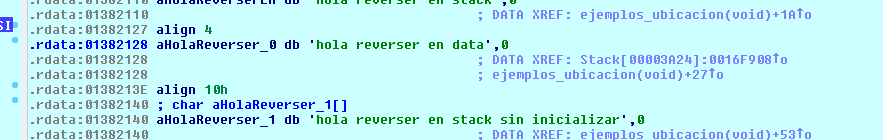 .rdata:01382110 aHolaReverserEn db 'hola reverser en stack',0
.rdata:01382110 ; DATA XREF: ejemplos_ubicacion(void)+1A↑o
SI .rdata:01382127 align 4
.rdata:01382128 aHolaReverser_0 db 'hola reverser en data',0
.rdata:01382128 ; DATA XREF: Stack[00003A24]:0016F908↑o
.rdata:01382128 ; ejemplos_ubicacion(void)+27↑o
.rdata:0138213E align 10h
.rdata:01382140 ; char aHolaReverser_1[]
.rdata:01382140 aHolaReverser_1 db 'hola reverser en stack sin inicializar',0
.rdata:01382140 ; DATA XREF: ejemplos_ubicacion(void)+53↑o